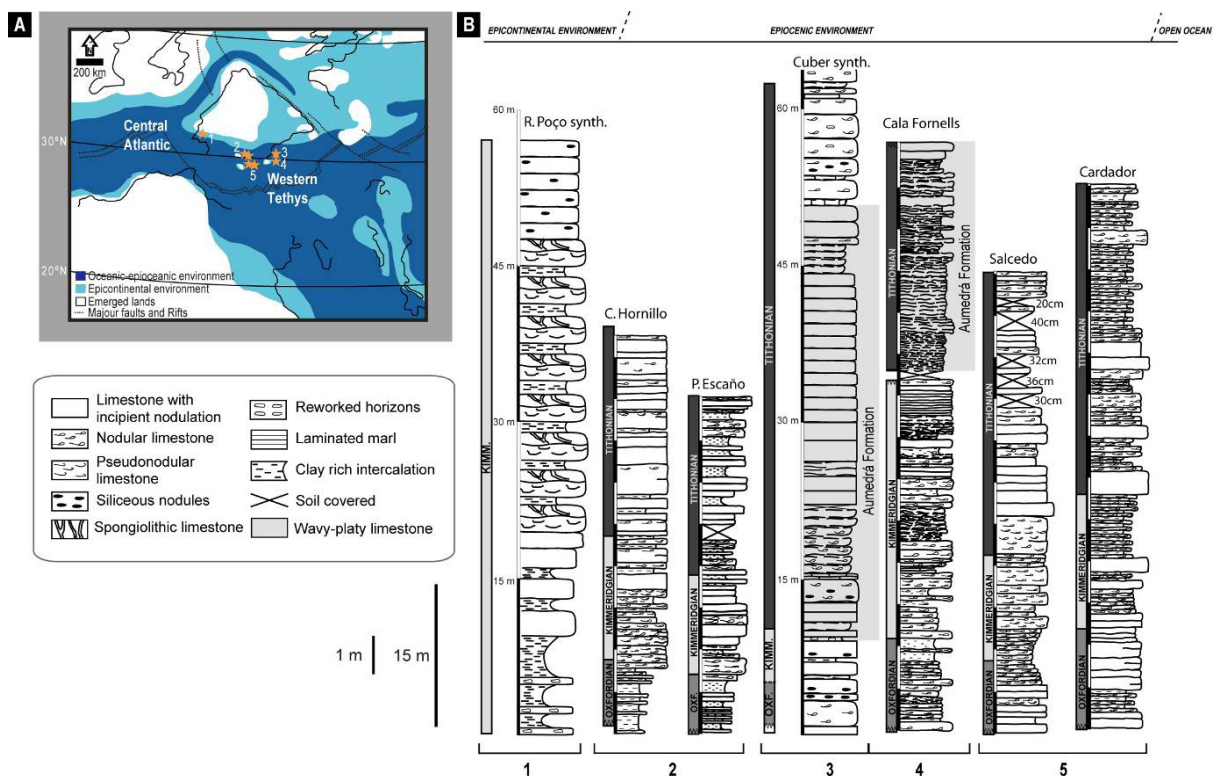 A
200 km
N
30°N
20°N
Central
Atlantic
Western
Tethys
1
2
3
4
5
Oceanic-epioceanic environment
Epicontinental environment
Emerged lands
Majour faults and Rifts
Limestone with
incipient nodulation
Nodular limestone
Pseudonodular
limestone
Siliceous nodules
Spongiolithic limestone
Reworked horizons
Laminated marl
Clay rich intercalation
Soil covered
Wavy-platy limestone
1 m
15 m
B
EPICONTINENTAL ENVIRONMENT
EPIOCENIC ENVIRONMENT
OPEN OCEAN
R. Poço synth.
60 m
45 m
30 m
15 m
KIMM.
C. Hornillo
TITHONIAN
KIMMERIDGIAN
OXFORDIAN
P. Escaño
TITHONIAN
KIMMERIDGIAN
OXF.
Cuber synth.
60 m
45 m
30 m
15 m
TITHONIAN
KIMM.
OXF.
Aumedrá Formation
Cala Fornells
TITHONIAN
KIMMERIDGIAN
OXFORDIAN
Aumedrá Formation
Salcedo
20cm
40cm
32cm
36cm
30cm
TITHONIAN
KIMMERIDGIAN
OXFORDIAN
Cardador
TITHONIAN
KIMMERIDGIAN
OXFORDIAN
1
2
3
4
5